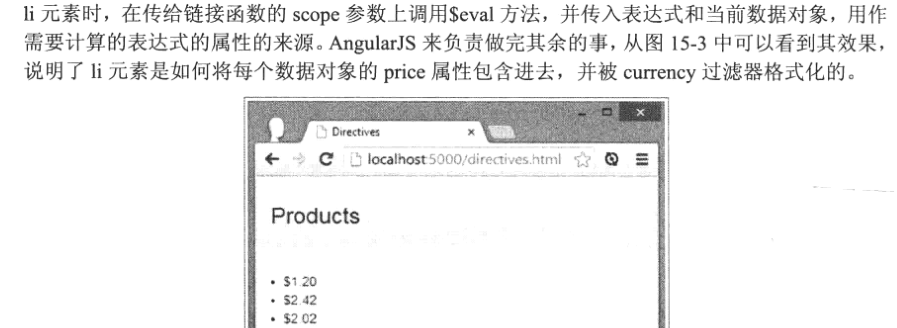 li 元素时，在传给链接函数的 scope 参数上调用$eval 方法，并传入表达式和当前数据对象，用作
需要计算的表达式的属性的来源。AngularJS 来负责做完其余的事，从图 15-3 中可以看到其效果，
说明了 li 元素是如何将每个数据对象的 price 属性包含进去，并被 currency 过滤器格式化的。
Directives
localhost:5000/directives.html
Products
• $1.20
• $2.42
• $2.02